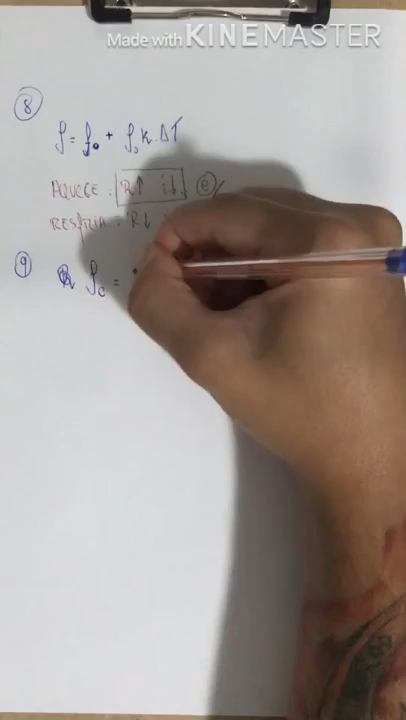 Made with KINEMASTER
8
ρ = ρ₀ + ρ₀ K · ΔT
AQUECE : R↑ i↓ e
RESFRIA : R↓
9 ρc =